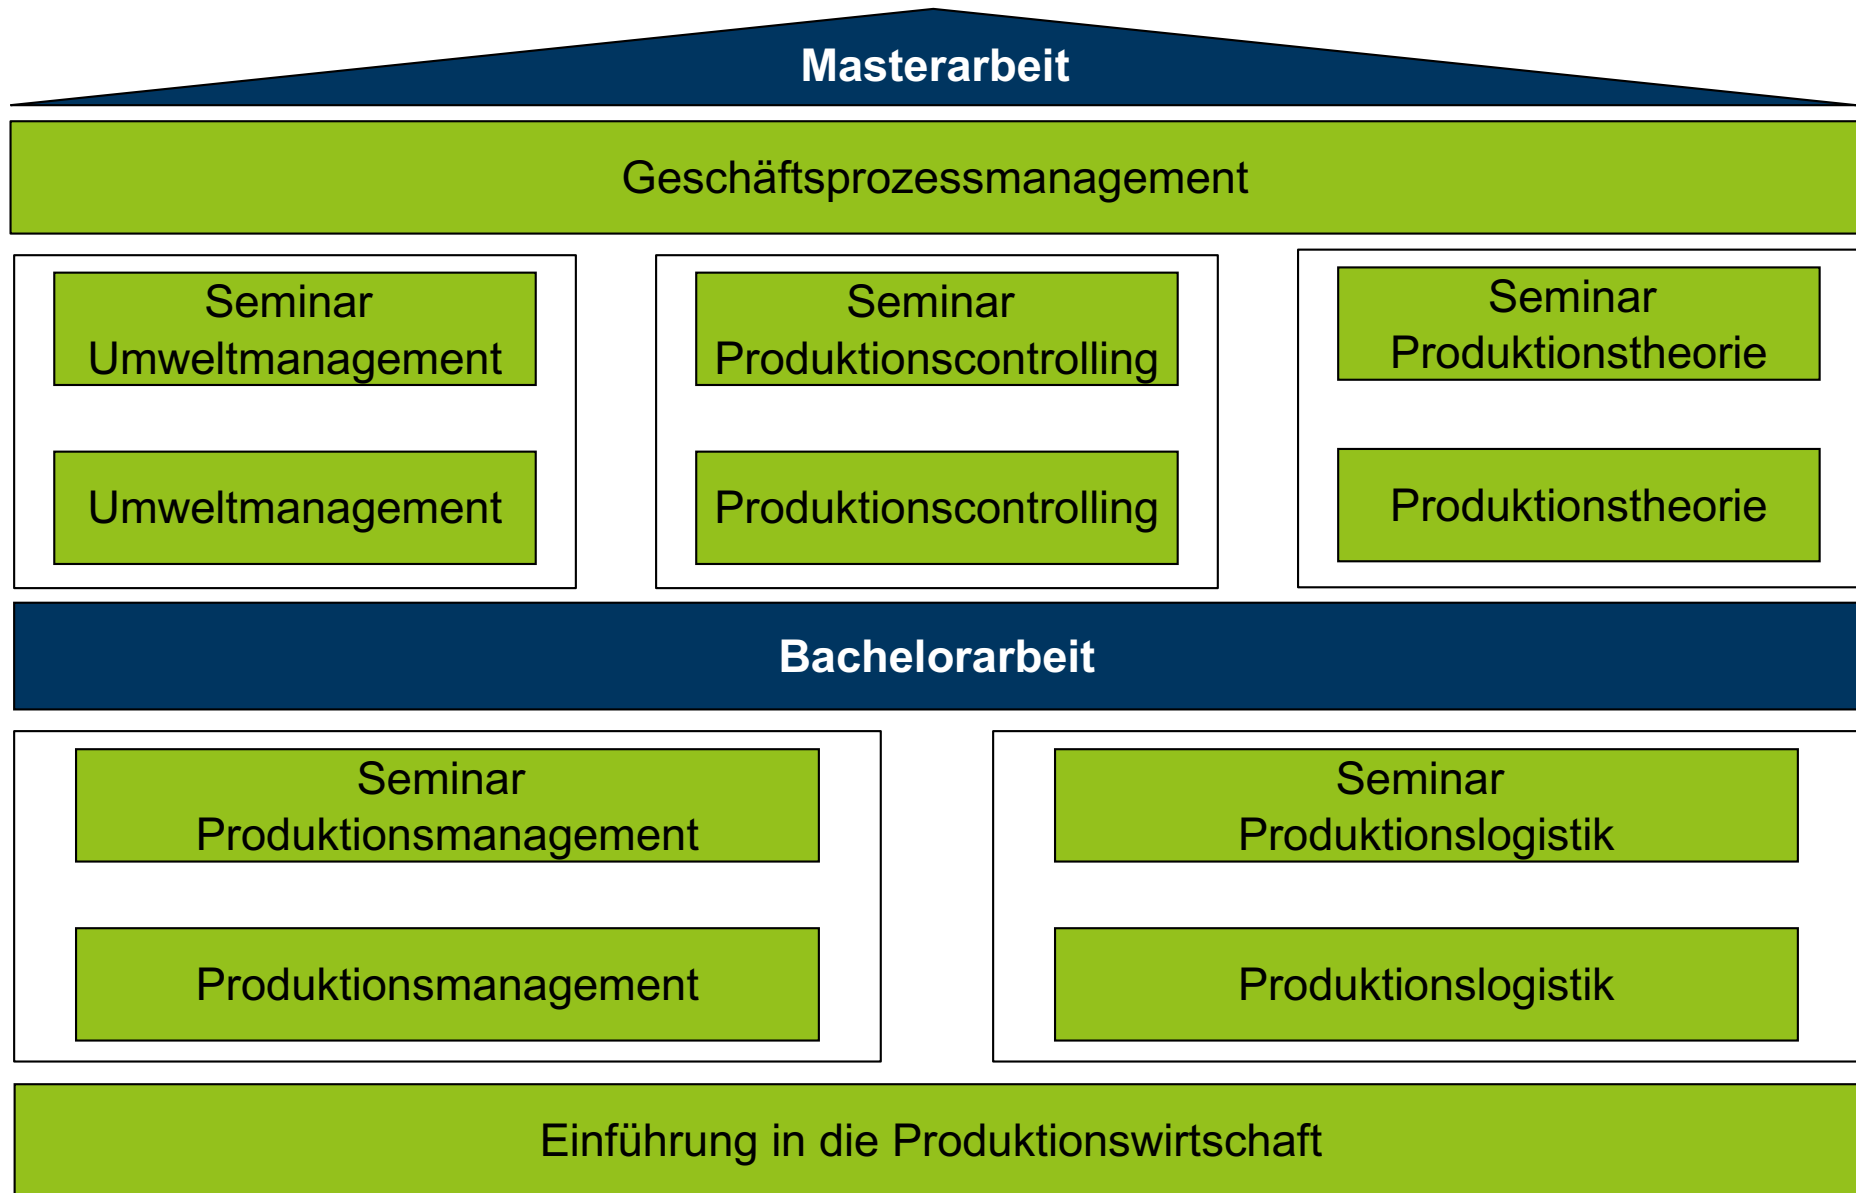 Masterarbeit
Geschäftsprozessmanagement
Seminar
Umweltmanagement
Seminar
Produktionscontrolling
Seminar
Produktionstheorie
Umweltmanagement
Produktionscontrolling
Produktionstheorie
Bachelorarbeit
Seminar
Produktionsmanagement
Seminar
Produktionslogistik
Produktionsmanagement
Produktionslogistik
Einführung in die Produktionswirtschaft